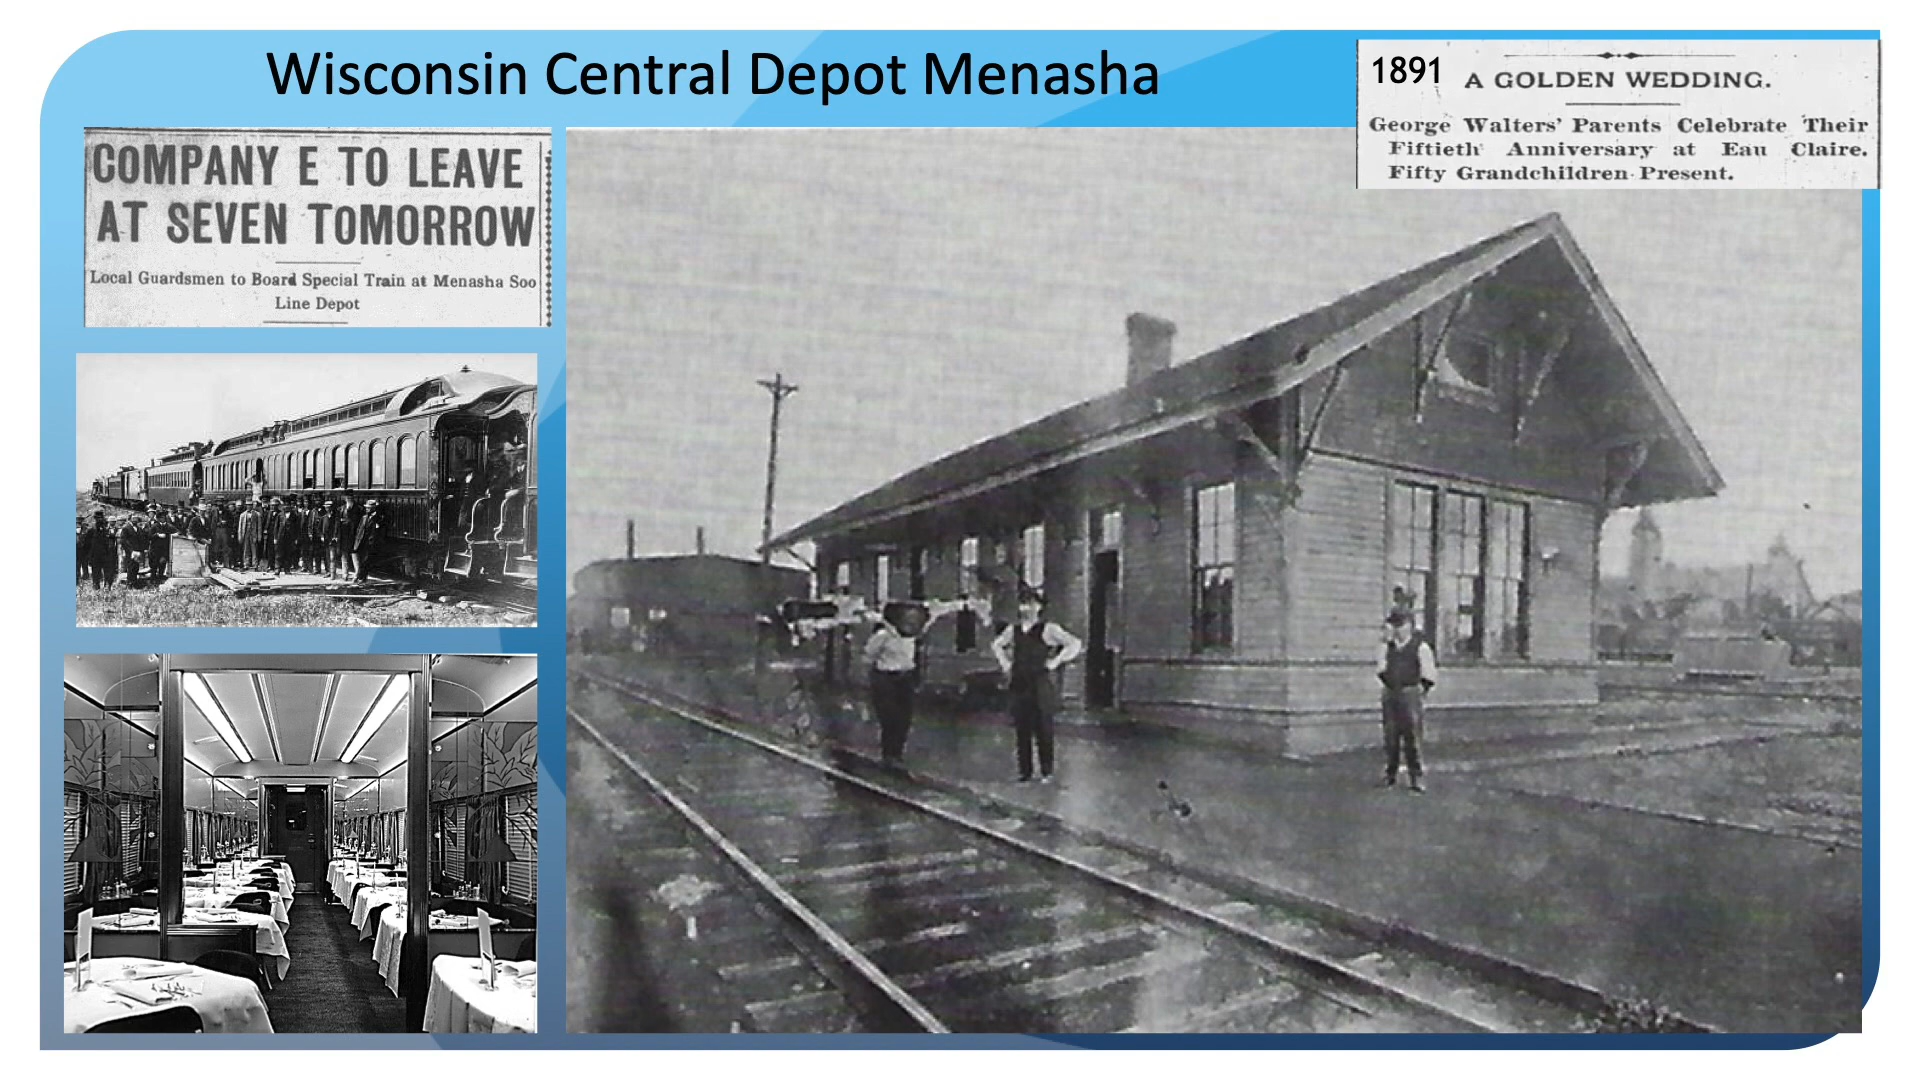 Wisconsin Central Depot Menasha
1891
A GOLDEN WEDDING.
George Walters' Parents Celebrate Their
Fiftieth Anniversary at Eau Claire.
Fifty Grandchildren Present.
COMPANY E TO LEAVE
AT SEVEN TOMORROW
Local Guardsmen to Board Special Train at Menasha Soo
Line Depot